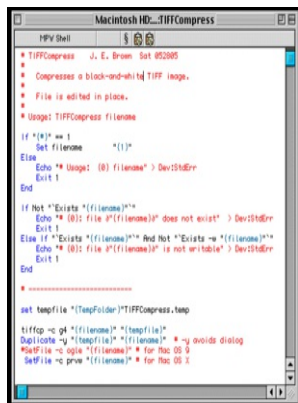 Macintosh HD:...:TIFFCompress
MPW Shell §
# TIFFCompress J. E. Brown Sat 052005
#
# Compresses a black-and-white TIFF image.
#
# File is edited in place.
#
# Usage: TIFFCompress filename

If "{#}" == 1
Set filename "{1}"
Else
Echo "# Usage: {0} filename" > Dev:StdErr
Exit 1
End

If Not "`Exists "{filename}"`"
Echo "# {0}: file ∂"{filename}∂" does not exist" > Dev:StdErr
Exit 1
Else If "`Exists "{filename}"`" And Not "`Exists -w "{filename}"`"
Echo "# {0}: file ∂"{filename}∂" is not writable" > Dev:StdErr
Exit 1
End

# --------------------------

set tempfile "{TempFolder}"TIFFCompress.temp

tiffcp -c g4 "{filename}" "{tempfile}"
Duplicate -y "{tempfile}" "{filename}" # -y avoids dialog
#SetFile -c ogle "{filename}" # for Mac OS 9
SetFile -c prvw "{filename}" # for Mac OS X